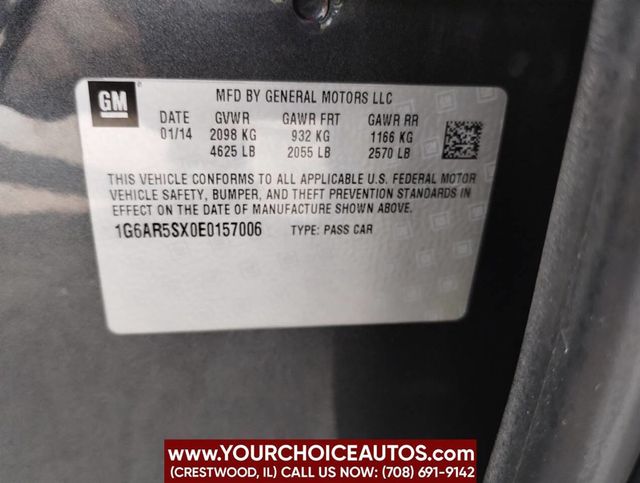 GM
MFD BY GENERAL MOTORS LLC
DATE GVWR GAWR FRT GAWR RR
01/14 2098 KG 932 KG 1166 KG
4625 LB 2055 LB 2570 LB
THIS VEHICLE CONFORMS TO ALL APPLICABLE U.S. FEDERAL MOTOR
VEHICLE SAFETY, BUMPER, AND THEFT PREVENTION STANDARDS IN
EFFECT ON THE DATE OF MANUFACTURE SHOWN ABOVE.
1G6AR5SX0E0157006 TYPE: PASS CAR
WWW.YOURCHOICEAUTOS.COM
(CRESTWOOD, IL) CALL US NOW: (708) 691-9142